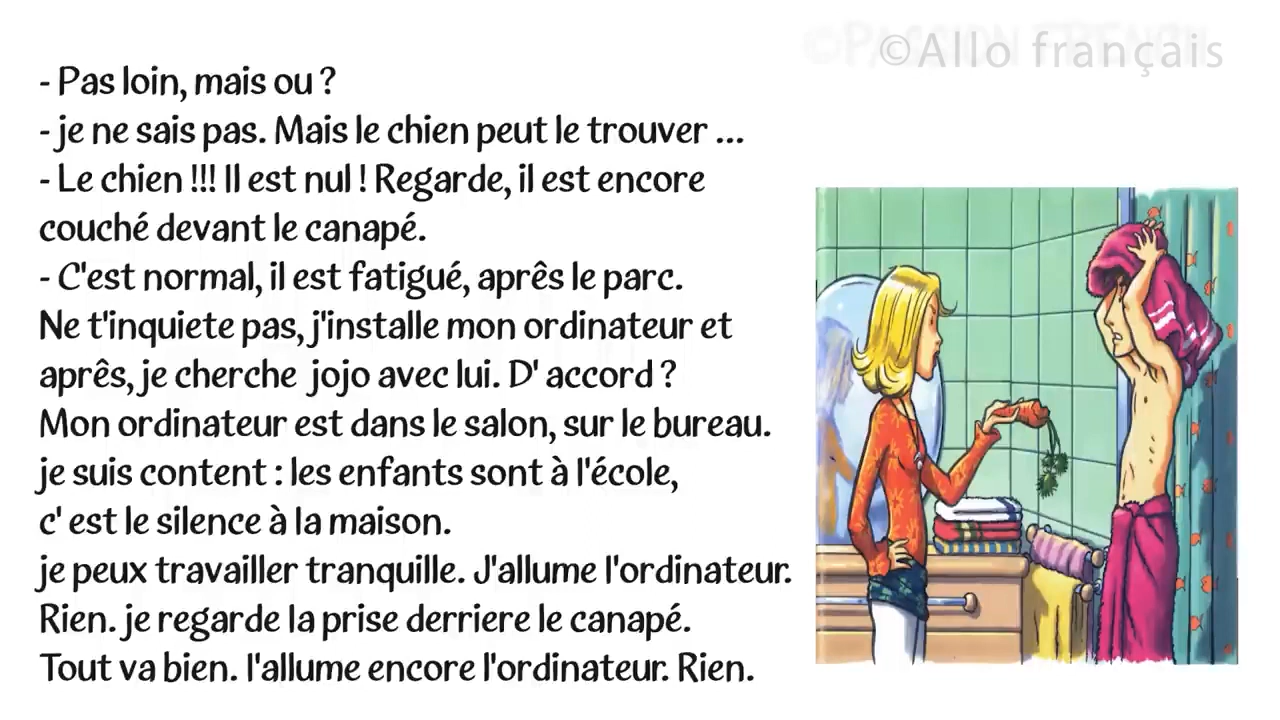 ©Allo français
- Pas loin, mais ou ?
- je ne sais pas. Mais le chien peut le trouver ...
- Le chien !!! Il est nul ! Regarde, il est encore
couché devant le canapé.
- C'est normal, il est fatigué, après le parc.
Ne t'inquiete pas, j'installe mon ordinateur et
après, je cherche jojo avec lui. D' accord ?
Mon ordinateur est dans le salon, sur le bureau.
je suis content : les enfants sont à l'école,
c' est le silence à la maison.
je peux travailler tranquille. J'allume l'ordinateur.
Rien. je regarde la prise derriere le canapé.
Tout va bien. l'allume encore l'ordinateur. Rien.